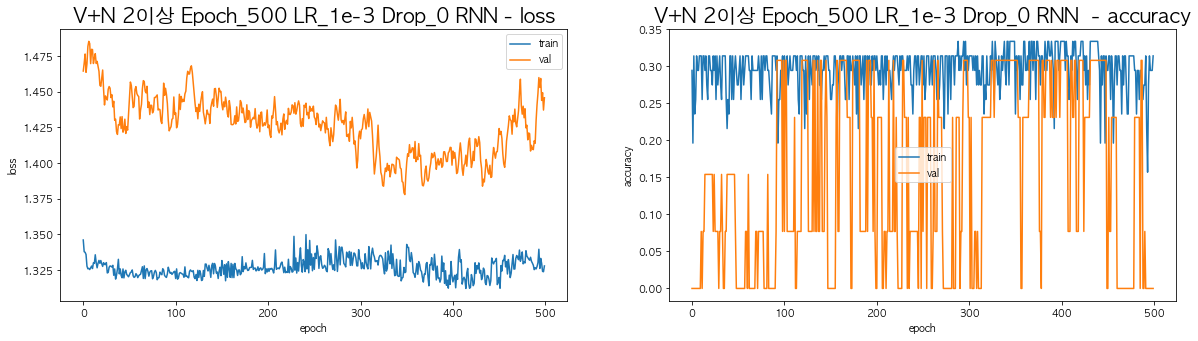 V+N 2이상 Epoch_500 LR_1e-3 Drop_0 RNN - loss
train
val
1.475
1.450
1.425
1.400
1.375
1.350
1.325
loss
0
100
200
300
400
500
epoch
V+N 2이상 Epoch_500 LR_1e-3 Drop_0 RNN - accuracy
0.35
0.30
0.25
0.20
0.15
0.10
0.05
0.00
accuracy
train
val
0
100
200
300
400
500
epoch